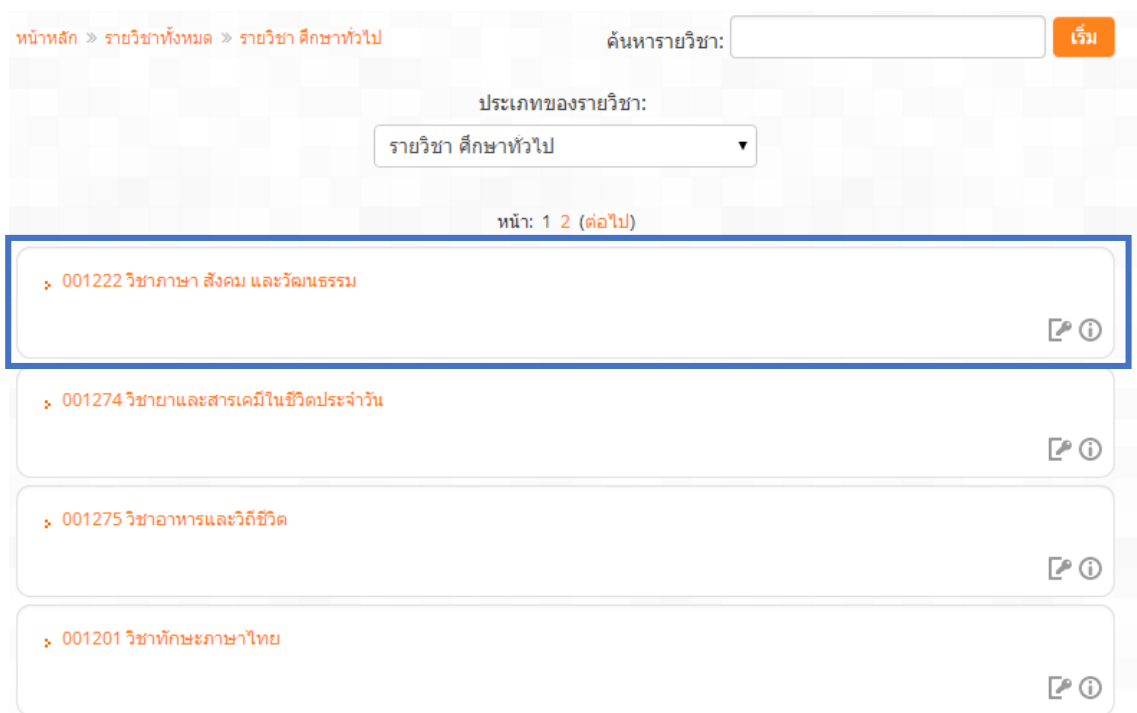 หน้าหลัก » รายวิชาทั้งหมด » รายวิชา ศึกษาทั่วไป
ค้นหารายวิชา: เริ่ม
ประเภทของรายวิชา:
รายวิชา ศึกษาทั่วไป
หน้า: 1 2 (ต่อไป)
001222 วิชาภาษา สังคม และวัฒนธรรม
001274 วิชายาและสารเคมีในชีวิตประจำวัน
001275 วิชาอาหารและวิถีชีวิต
001201 วิชาทักษะภาษาไทย